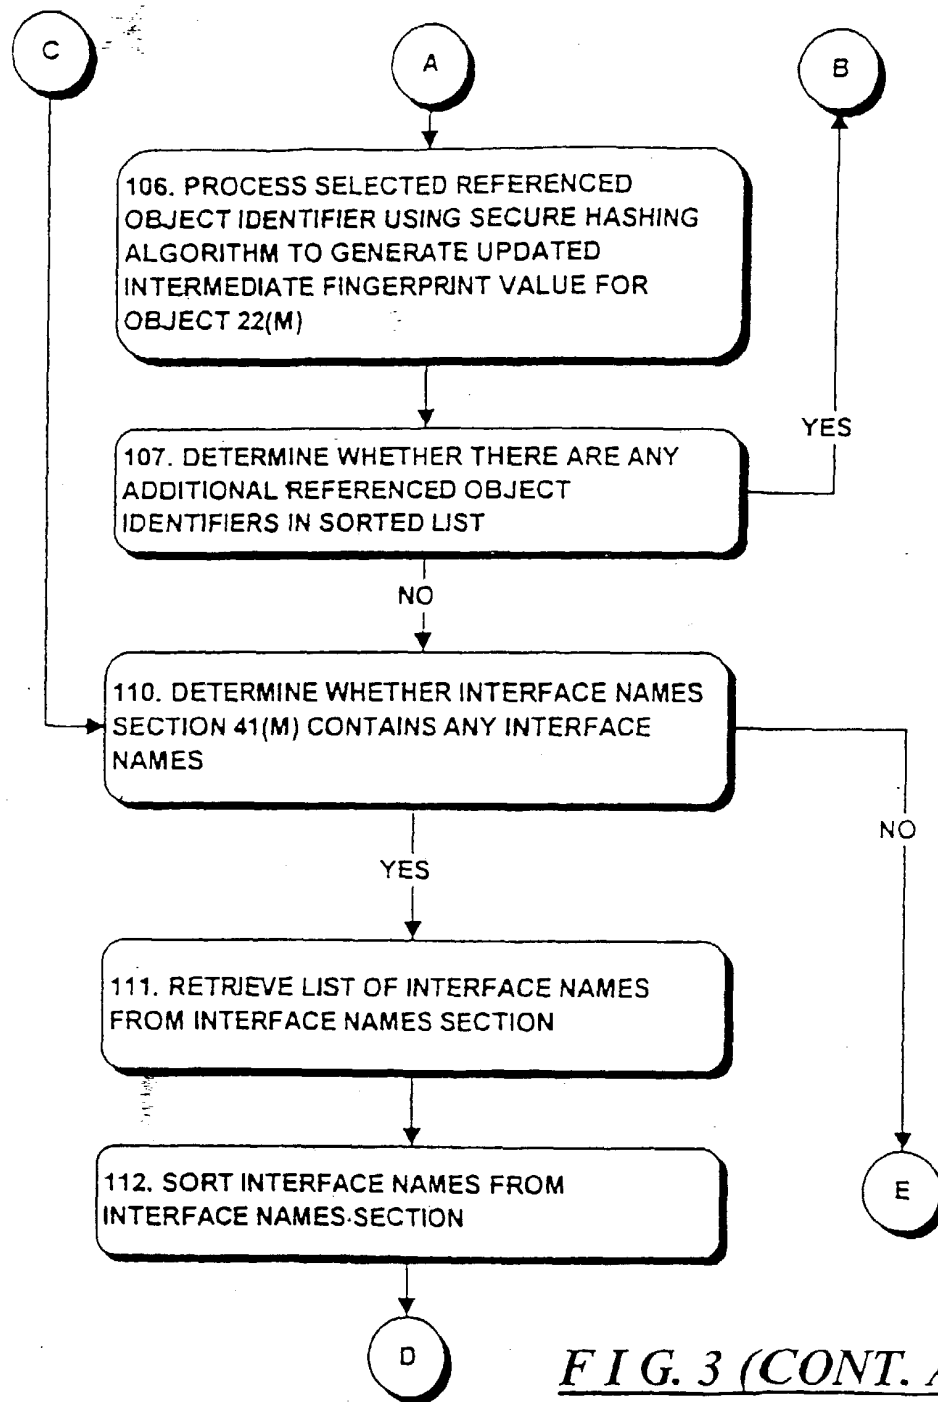 C
A
B
106. PROCESS SELECTED REFERENCED
OBJECT IDENTIFIER USING SECURE HASHING
ALGORITHM TO GENERATE UPDATED
INTERMEDIATE FINGERPRINT VALUE FOR
OBJECT 22(M)
YES
107. DETERMINE WHETHER THERE ARE ANY
ADDITIONAL REFERENCED OBJECT
IDENTIFIERS IN SORTED LIST
NO
110. DETERMINE WHETHER INTERFACE NAMES
SECTION 41(M) CONTAINS ANY INTERFACE
NAMES
NO
YES
111. RETRIEVE LIST OF INTERFACE NAMES
FROM INTERFACE NAMES SECTION
112. SORT INTERFACE NAMES FROM
INTERFACE NAMES SECTION
E
D
FIG. 3 (CONT. A